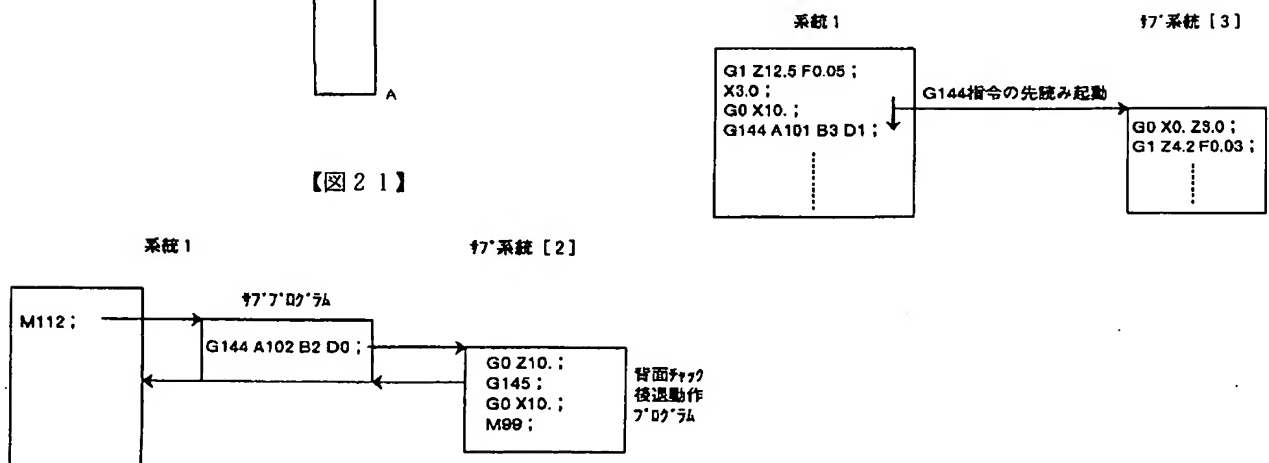 系統1
ｻﾌﾞ系統 [3]
G1 Z12.5 F0.05 ;
X3.0 ;
G0 X10. ;
G144 A101 B3 D1 ;
G144指令の先読み起動
G0 X0. Z3.0 ;
G1 Z4.2 F0.03 ;
A
【図21】
系統1
ｻﾌﾞ系統 [2]
M112 ;
ｻﾌﾞﾌﾟﾛｸﾞﾗﾑ
G144 A102 B2 D0 ;
G0 Z10. ;
G145 ;
G0 X10. ;
M99 ;
背面ﾁｬｯｸ
後退動作
ﾌﾟﾛｸﾞﾗﾑ